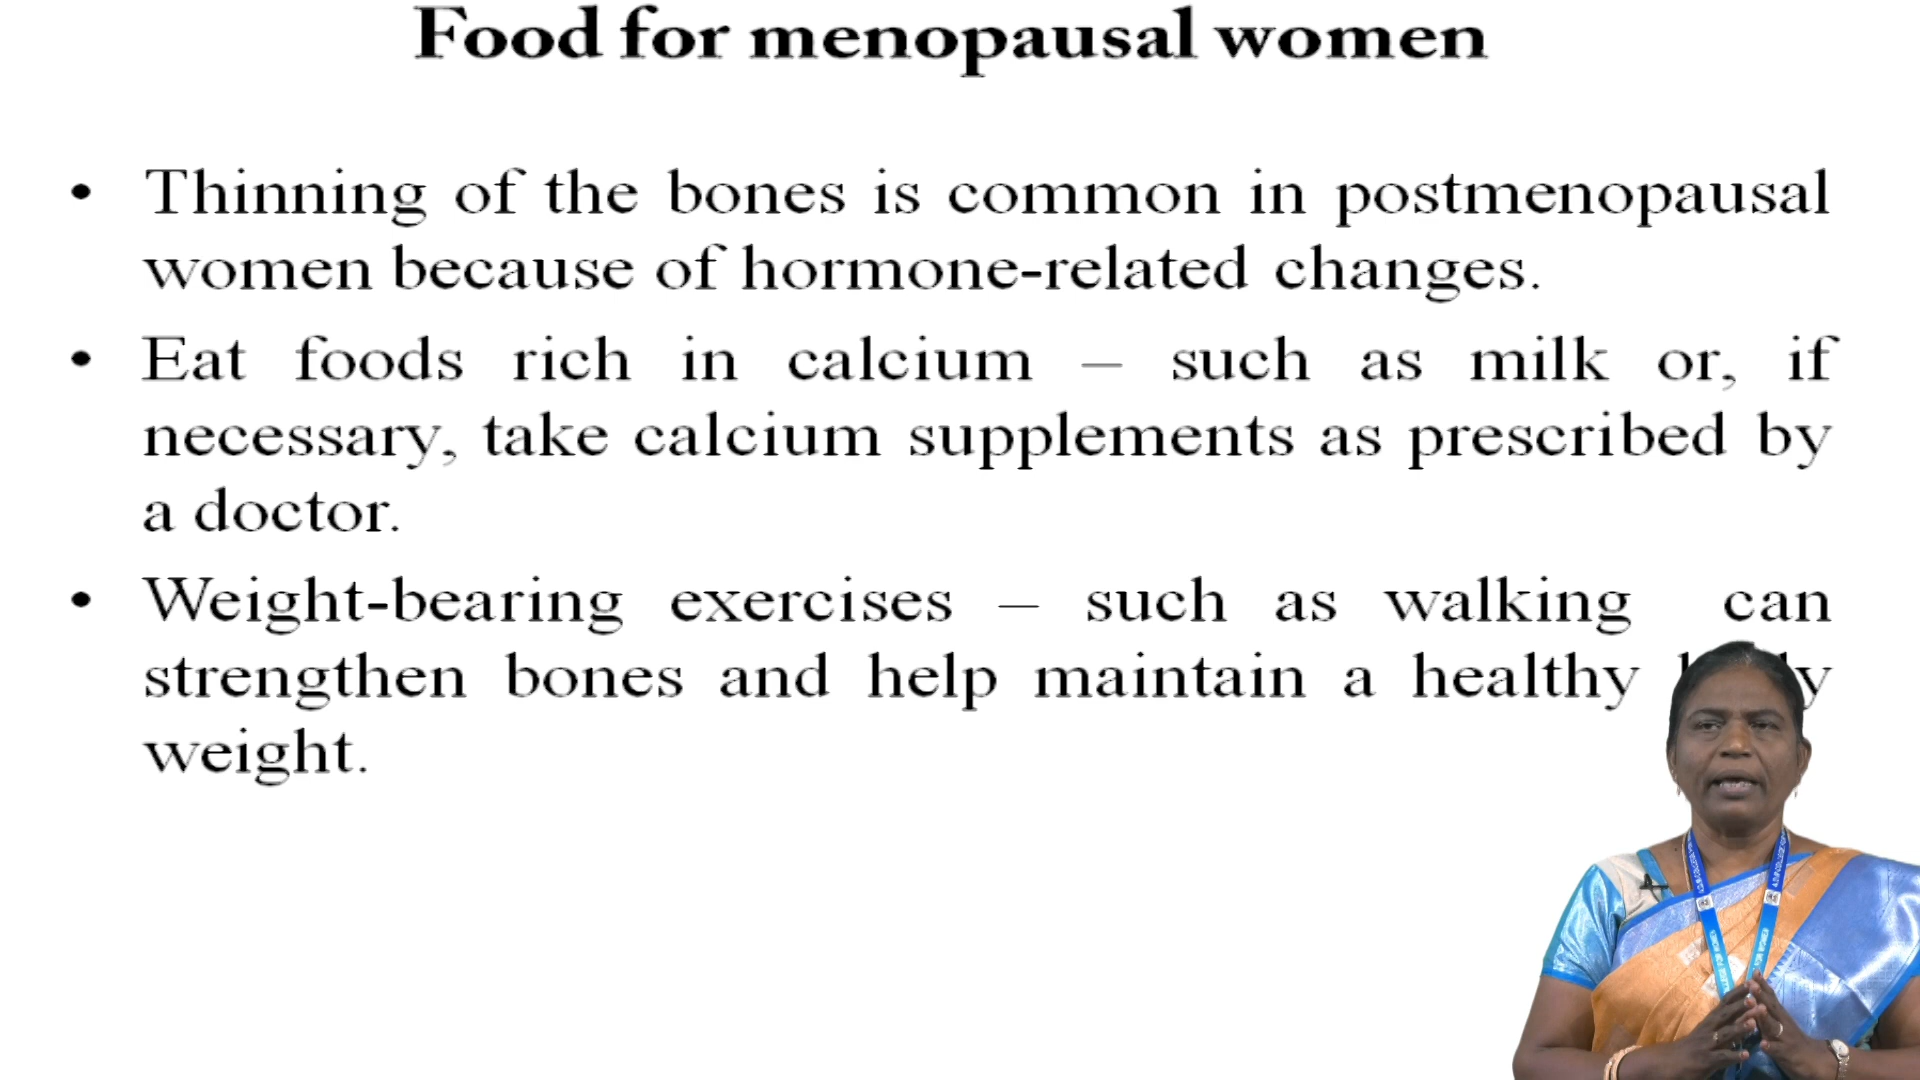 Food for menopausal women
• Thinning of the bones is common in postmenopausal
women because of hormone-related changes.
• Eat foods rich in calcium – such as milk or, if
necessary, take calcium supplements as prescribed by
a doctor.
• Weight-bearing exercises – such as walking can
strengthen bones and help maintain a healthy
weight.